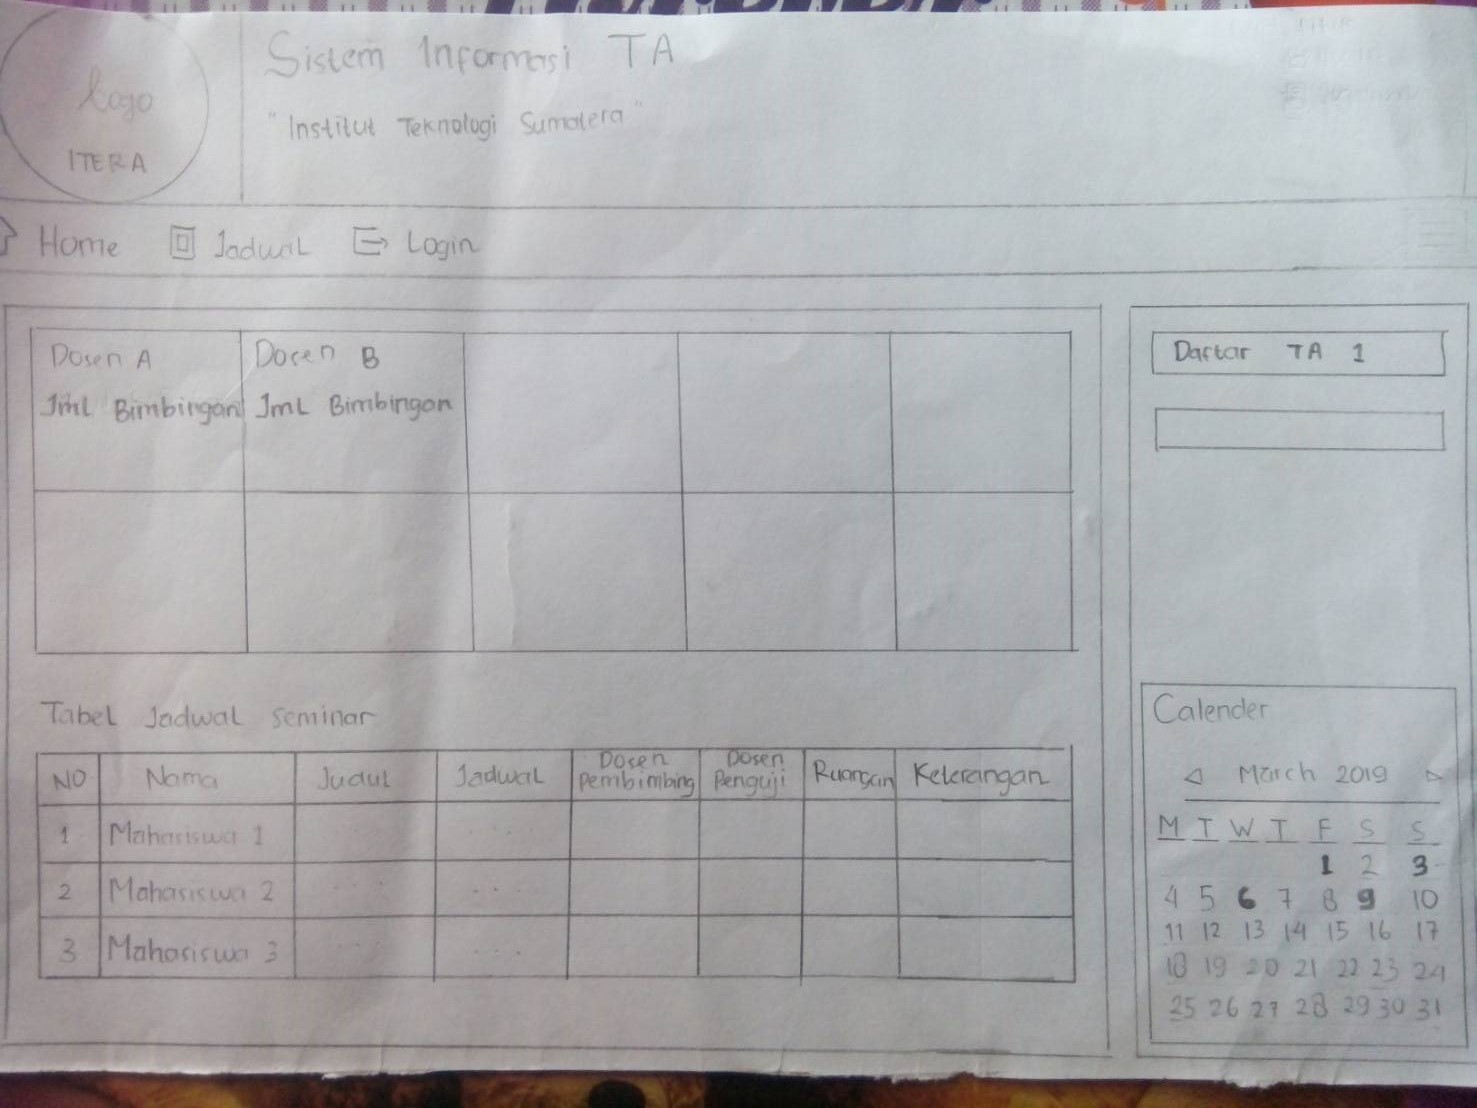 Logo
ITERA
Sistem Informasi TA
"Institut Teknologi Sumatera"
Home Jadwal Login
Dosen A Dosen B
Jml Bimbingan Jml Bimbingan
Daftar TA 1
Tabel Jadwal Seminar
NO Nama Judul Jadwal Dosen Pembimbing Dosen Penguji Ruangan Keterangan
1 Mahasiswa 1 .... ....
2 Mahasiswa 2 .... ...
3 Mahasiswa 3 .... ....
Calender
March 2019
M T W T F S S
1 2 3
4 5 6 7 8 9 10
11 12 13 14 15 16 17
18 19 20 21 22 23 24
25 26 27 28 29 30 31